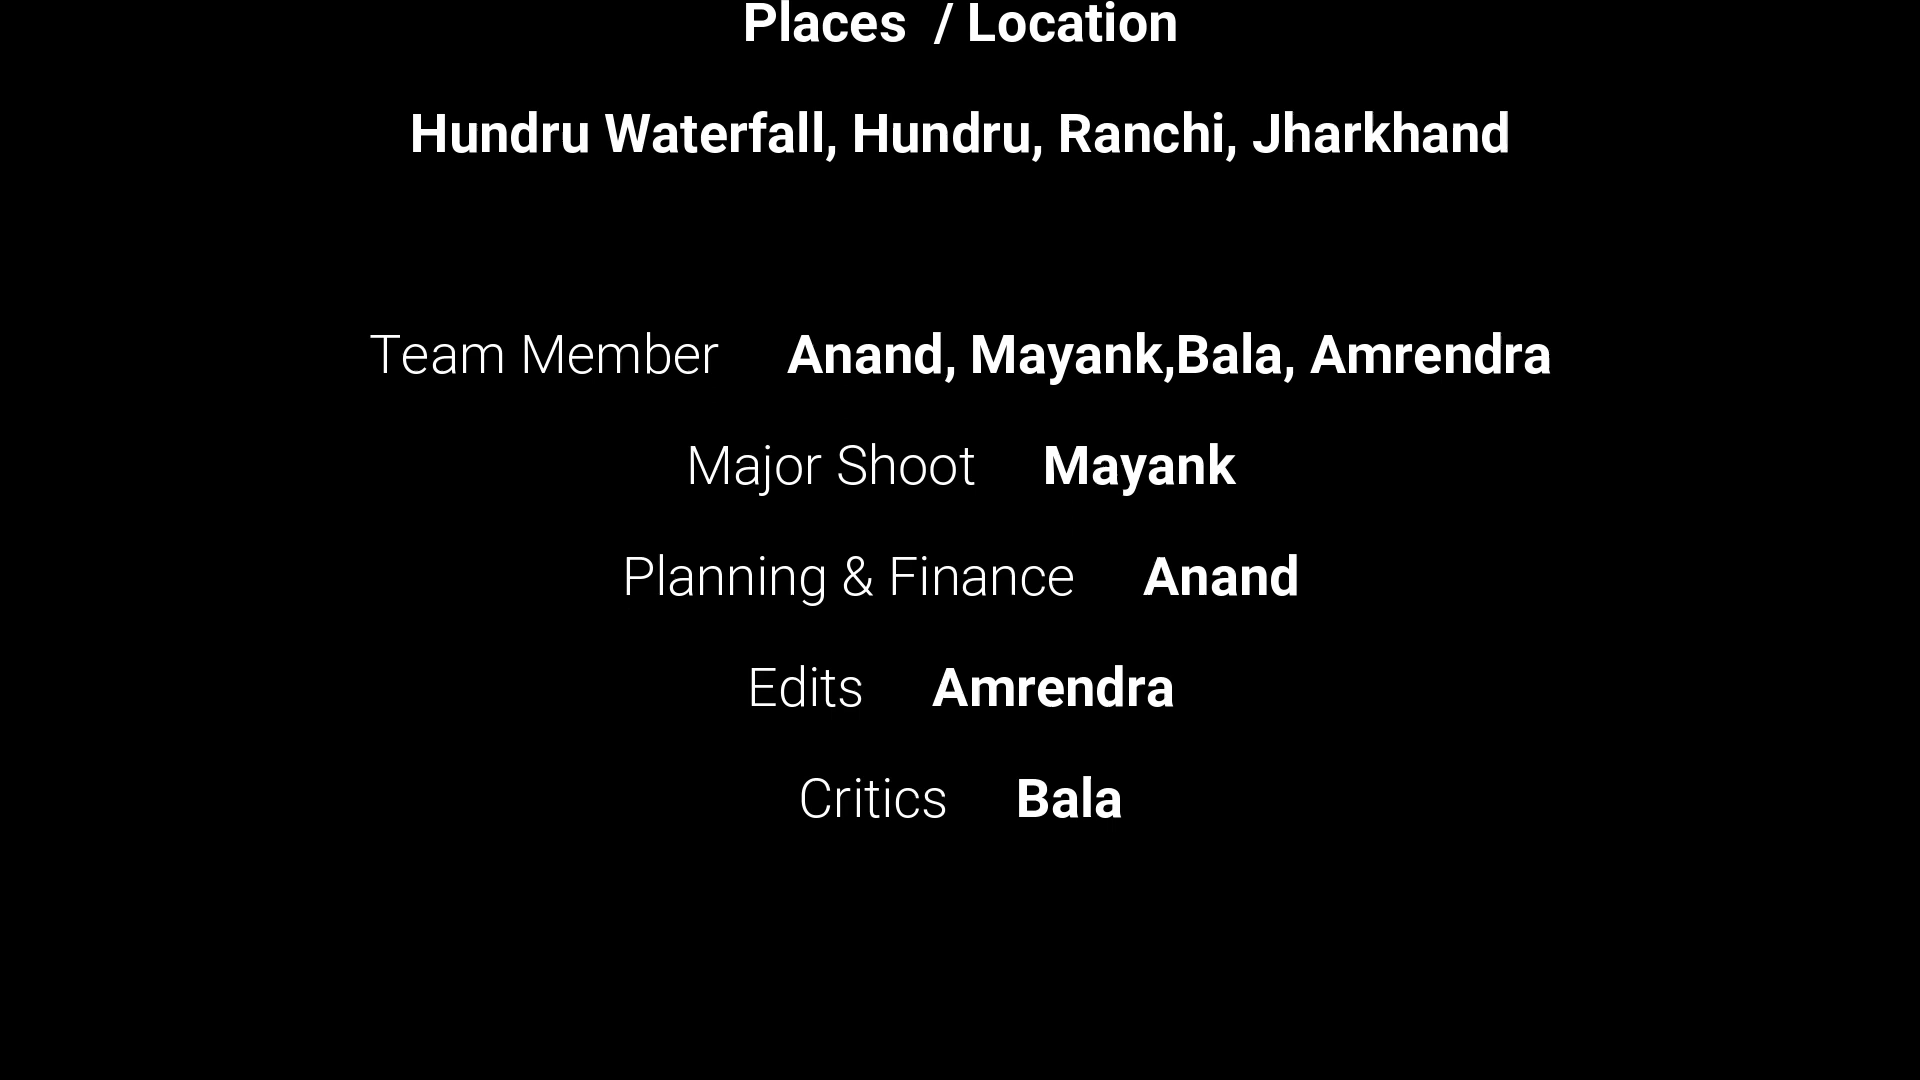 Places  / Location
Hundru Waterfall, Hundru, Ranchi, Jharkhand
Team Member Anand, Mayank,Bala, Amrendra
Major Shoot Mayank
Planning & Finance Anand
Edits Amrendra
Critics Bala